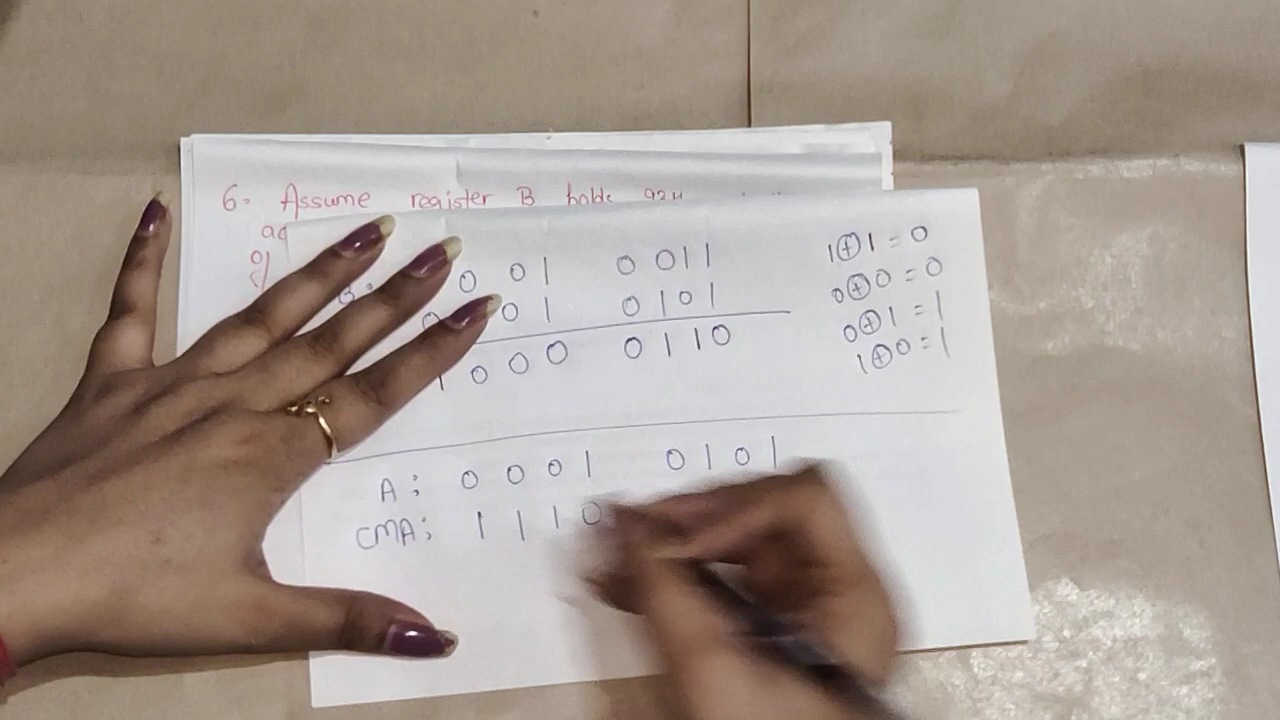 6. Assume register B holds 93H
0 0 1 0 0 1 1
0 1 0 1 0 1
1 0 0 0 0 1 1 0
1 ⊕ 1 = 0
0 ⊕ 0 = 0
0 ⊕ 1 = 1
1 ⊕ 0 = 1
A : 0 0 0 1 0 1 0 1
CMA : 1 1 1 0